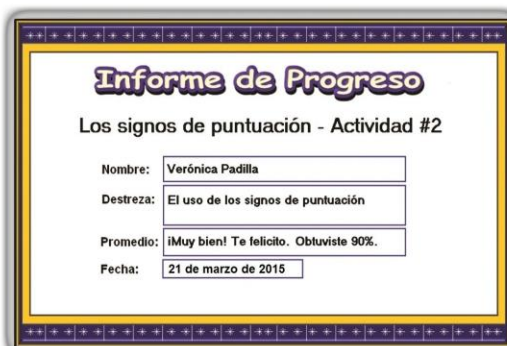 Informe de Progreso
Los signos de puntuación - Actividad #2
Nombre: Verónica Padilla
Destreza: El uso de los signos de puntuación
Promedio: ¡Muy bien! Te felicito. Obtuviste 90%.
Fecha: 21 de marzo de 2015